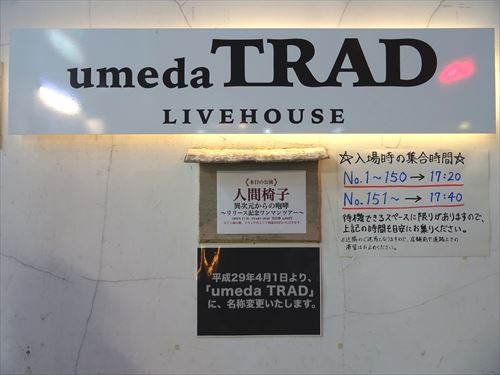 umeda TRAD
LIVEHOUSE
《本日の公演》
人間椅子
異次元からの咆哮
～リリース記念ワンマンツアー～
平成29年4月1日より、
「umeda TRAD」
に、名称変更いたします。
☆入場時の集合時間☆
No.1～150→17:20
No.151～→17:40
待機できるスペースに限りがありますので、
上記の時間を目安にお集りください。